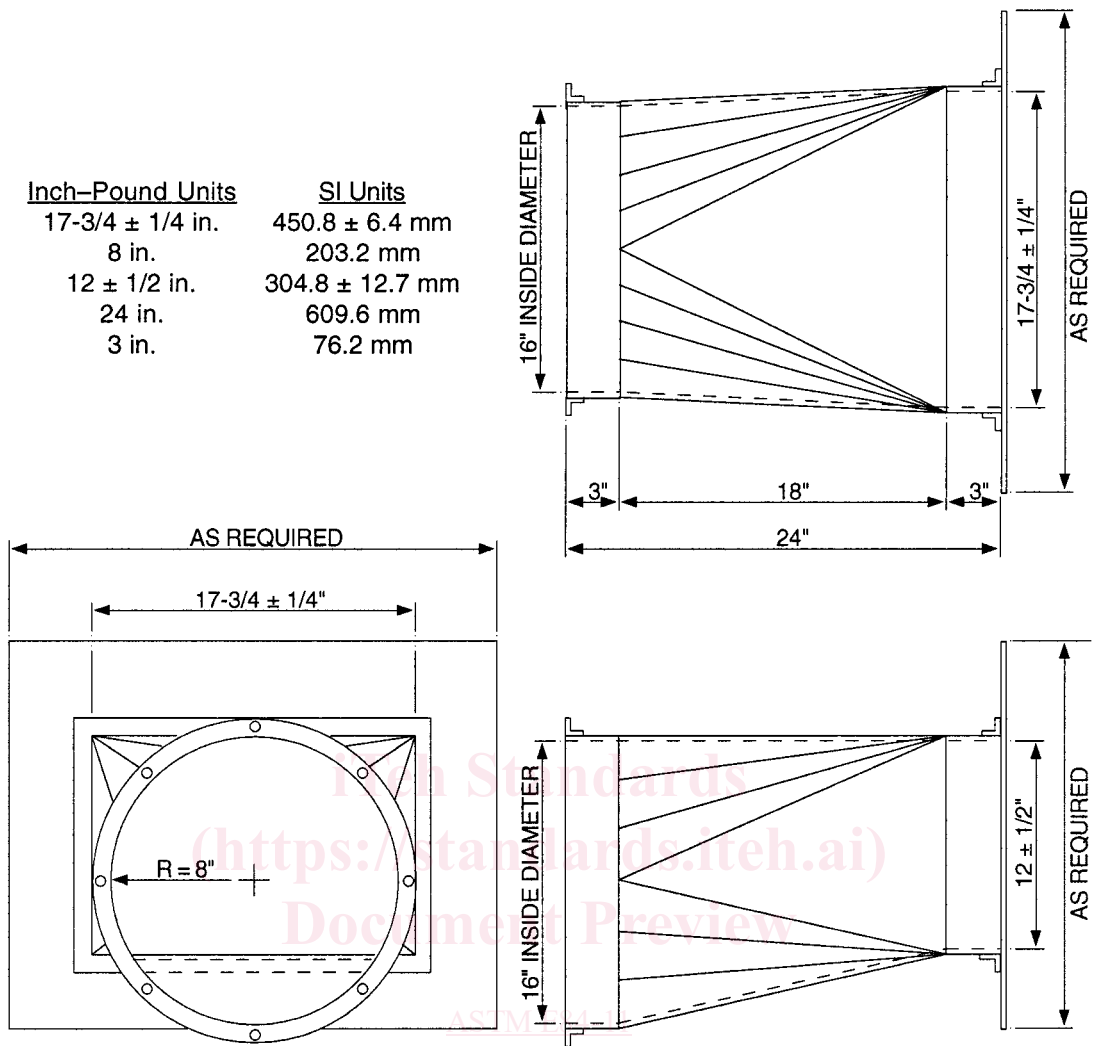 Inch–Pound Units SI Units
17-3/4 ± 1/4 in. 450.8 ± 6.4 mm
8 in. 203.2 mm
12 ± 1/2 in. 304.8 ± 12.7 mm
24 in. 609.6 mm
3 in. 76.2 mm
16" INSIDE DIAMETER
17-3/4 ± 1/4"
AS REQUIRED
3" 18" 3"
24"
AS REQUIRED
17-3/4 ± 1/4"
R = 8"
16" INSIDE DIAMETER
12 ± 1/2"
AS REQUIRED
iTeh Standards
(https://standards.iteh.ai)
Document Preview